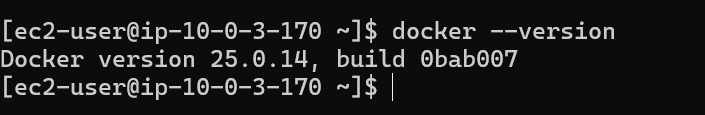 [ec2-user@ip-10-0-3-170 ~]$ docker --version
Docker version 25.0.14, build 0bab007
[ec2-user@ip-10-0-3-170 ~]$